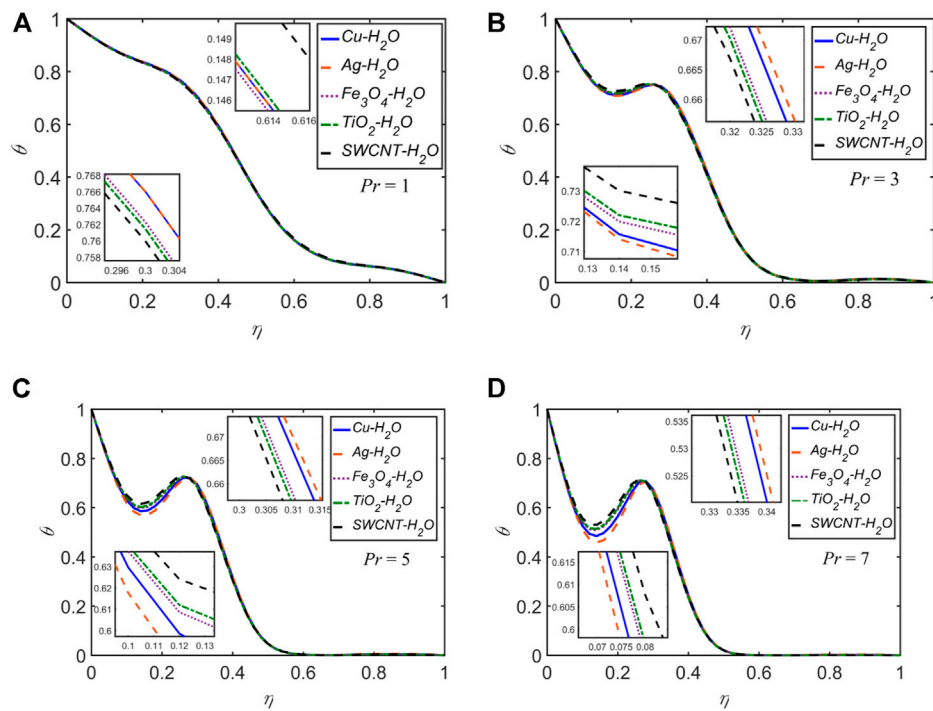 A
1
0.8
0.6
0.4
0.2
0
θ
0 0.2 0.4 0.6 0.8 1
η
0.149
0.148
0.148
0.146
0.614 0.616
Cu-H2O
Ag-H2O
Fe3O4-H2O
TiO2-H2O
SWCNT-H2O
Pr = 1
0.768
0.766
0.764
0.762
0.76
0.758
0.296 0.3 0.304
B
1
0.8
0.6
0.4
0.2
0
θ
0 0.2 0.4 0.6 0.8 1
η
0.67
0.665
0.66
0.32 0.325 0.33
Cu-H2O
Ag-H2O
Fe3O4-H2O
TiO2-H2O
SWCNT-H2O
Pr = 3
0.73
0.72
0.71
0.13 0.14 0.15
C
1
0.8
0.6
0.4
0.2
0
θ
0 0.2 0.4 0.6 0.8 1
η
0.67
0.665
0.66
0.3 0.305 0.31 0.315
Cu-H2O
Ag-H2O
Fe3O4-H2O
TiO2-H2O
SWCNT-H2O
Pr = 5
0.63
0.62
0.61
0.6
0.1 0.11 0.12 0.13
D
1
0.8
0.6
0.4
0.2
0
θ
0 0.2 0.4 0.6 0.8 1
η
0.535
0.53
0.525
0.33 0.335 0.34
Cu-H2O
Ag-H2O
Fe3O4-H2O
TiO2-H2O
SWCNT-H2O
Pr = 7
0.615
0.61
0.605
0.6
0.07 0.075 0.08